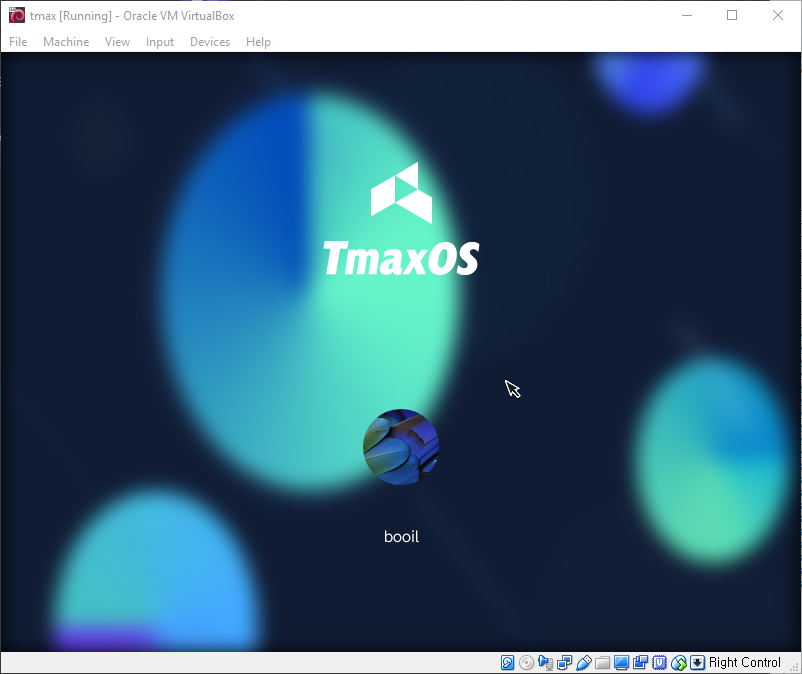 tmax [Running] - Oracle VM VirtualBox
File Machine View Input Devices Help
TmaxOS
booil
Right Control